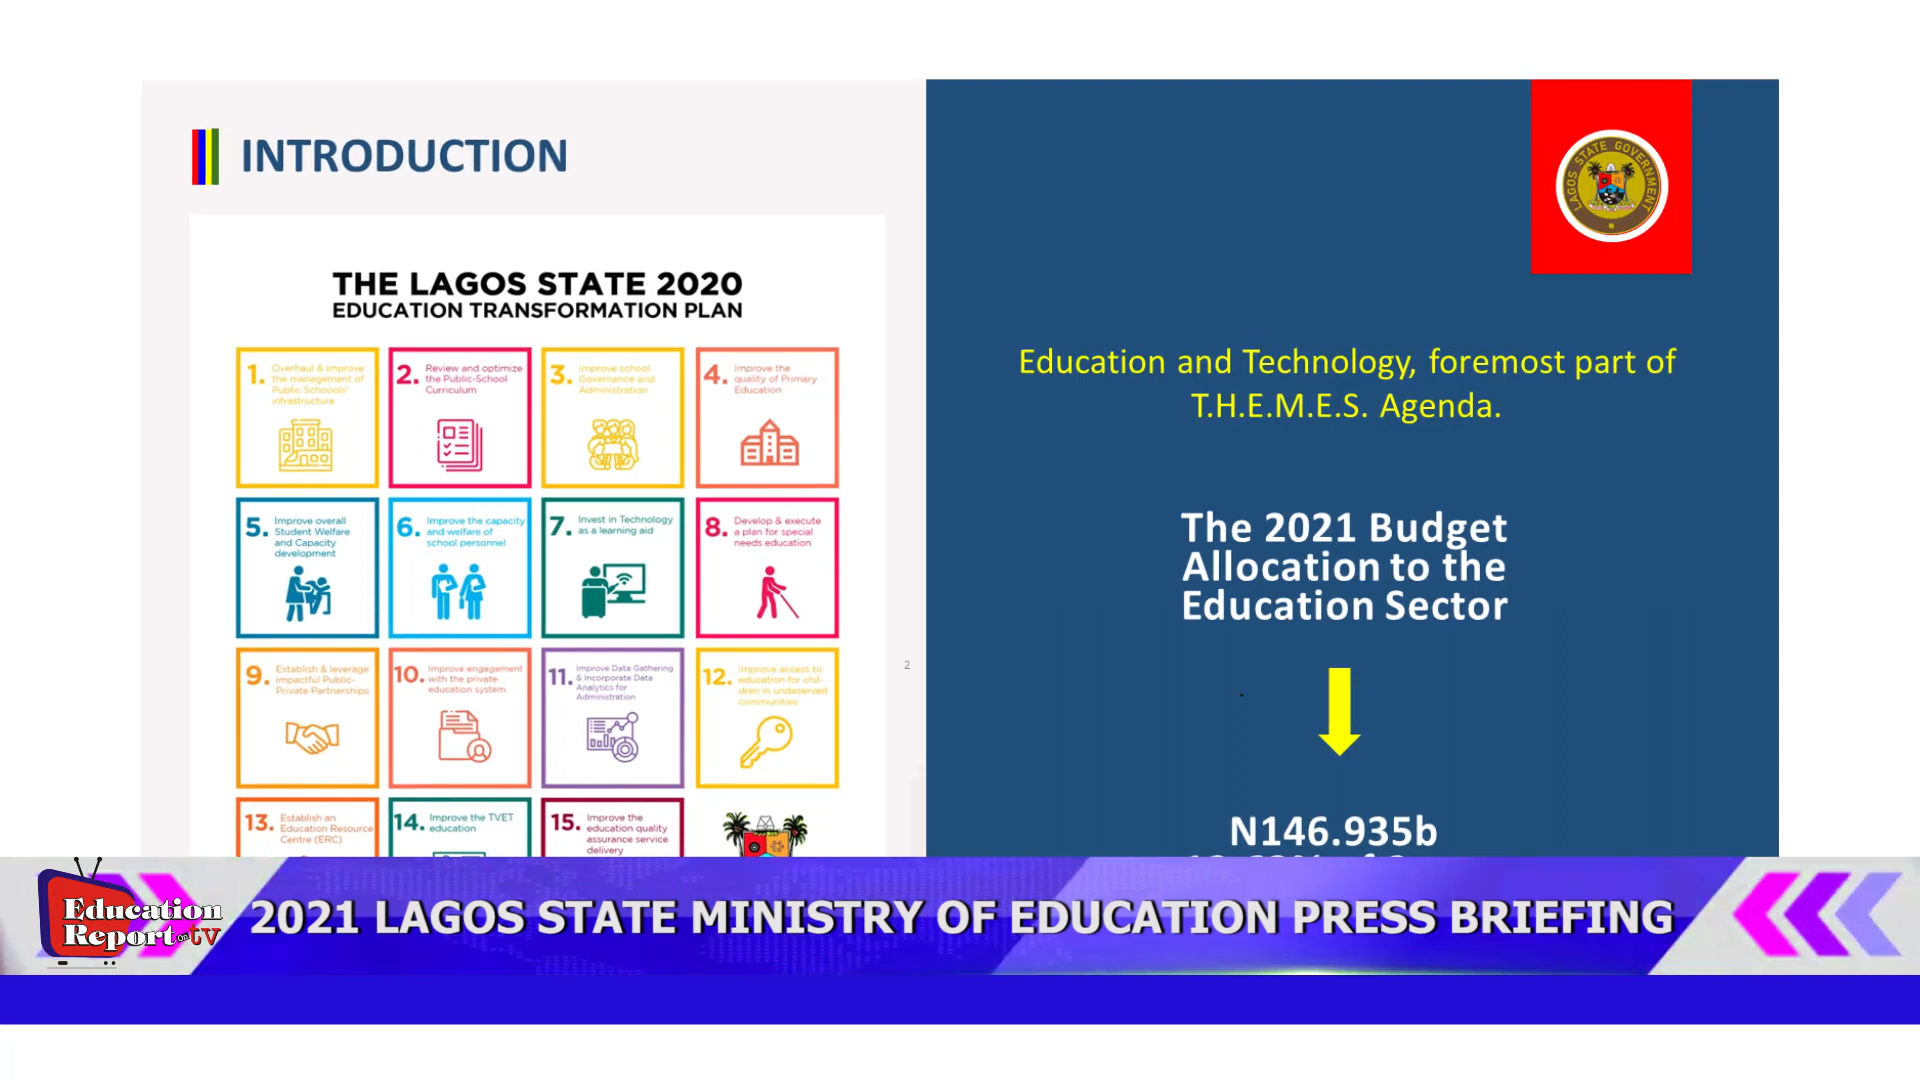 INTRODUCTION
THE LAGOS STATE 2020
EDUCATION TRANSFORMATION PLAN
1. Overhaul & improve
the management of
Public Schools'
infrastructure
2. Review and optimize
the Public-School
Curriculum
3. Improve school
Governance and
Administration
4. Improve the
quality of Primary
Education
5. Improve overall
Student Welfare
and Capacity
development
6. Improve the capacity
and welfare of
school personnel
7. Invest in Technology
as a learning aid
8. Develop & execute
a plan for special
needs education
9. Establish & leverage
impactful Public-
Private Partnerships
10. Improve engagement
with the private
education system
11. Improve Data Gathering
& Incorporate Data
Analytics for
Administration
12. Improve access to
education for chil-
dren in undeserved
communities
13. Establish an
Education Resource
Centre (ERC)
14. Improve the TVET
education
15. Improve the
education quality
assurance service
delivery
2
LAGOS STATE GOVERNMENT
Education and Technology, foremost part of
T.H.E.M.E.S. Agenda.
The 2021 Budget
Allocation to the
Education Sector
N146.935b
Education
Report on tv
2021 LAGOS STATE MINISTRY OF EDUCATION PRESS BRIEFING